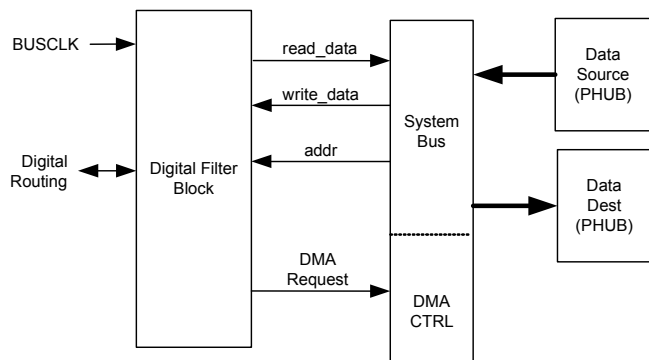 BUSCLK
Digital
Routing
Digital Filter
Block
read_data
write_data
addr
DMA
Request
System
Bus
DMA
CTRL
Data
Source
(PHUB)
Data
Dest
(PHUB)